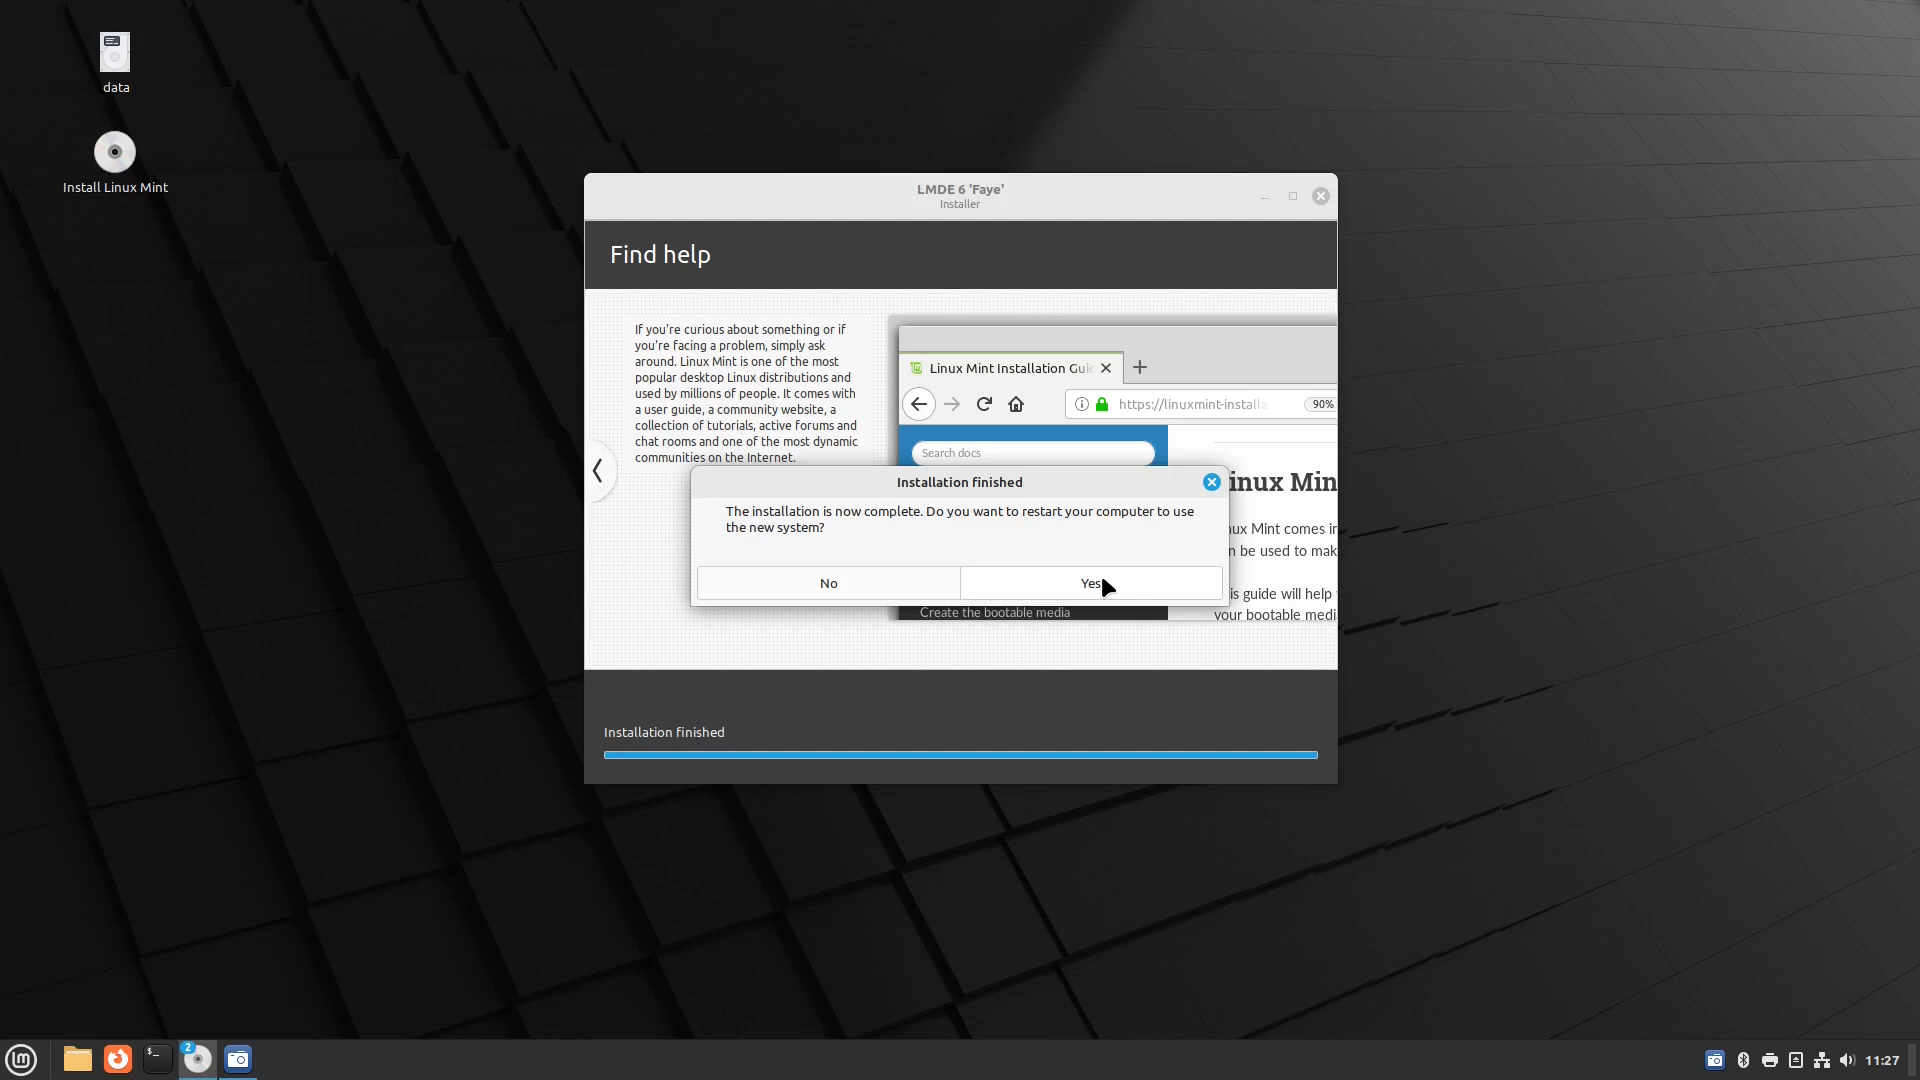 data
Install Linux Mint
LMDE 6 'Faye'
Installer
Find help
If you're curious about something or if
you're facing a problem, simply ask
around. Linux Mint is one of the most
popular desktop Linux distributions and
used by millions of people. It comes with
a user guide, a community website, a
collection of tutorials, active forums and
chat rooms and one of the most dynamic
communities on the Internet.
Linux Mint Installation Gui
https://linuxmint-installa
90%
Search docs
inux Min
nux Mint comes in
n be used to mak
is guide will help
your bootable medi
Create the bootable media
Installation finished
The installation is now complete. Do you want to restart your computer to use
the new system?
No
Yes
Installation finished
2
11:27